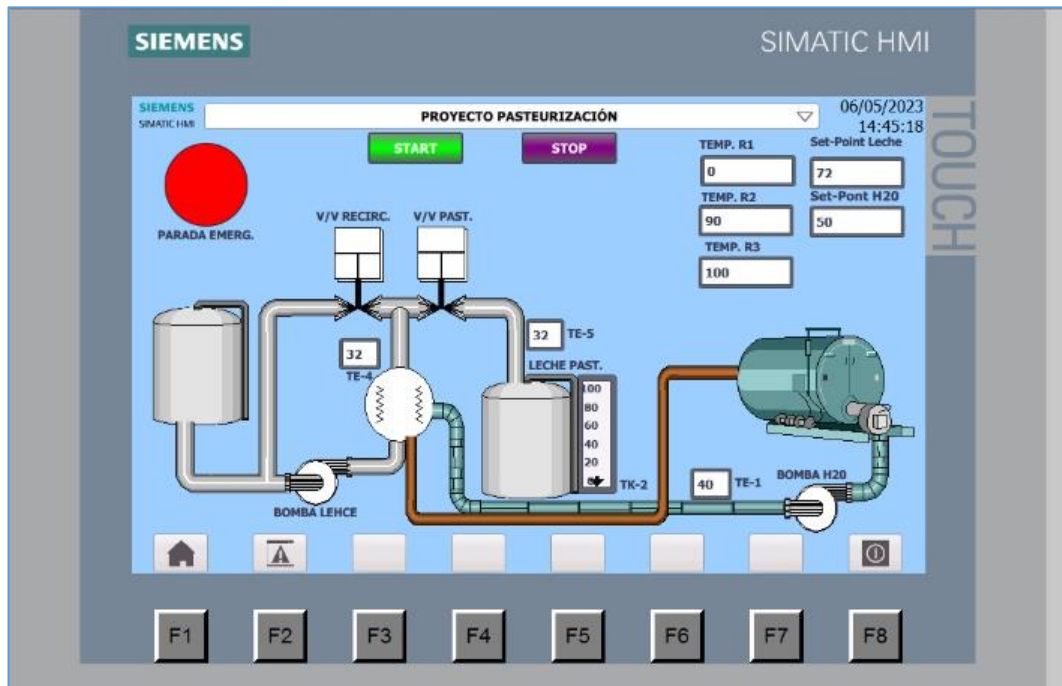 SIEMENS
SIMATIC HMI
TOUCH
SIEMENS
SIMATIC HMI
PROYECTO PASTEURIZACIÓN
06/05/2023
14:45:18
START
STOP
PARADA EMERG.
V/V RECIRC.
V/V PAST.
TEMP. R1
0
Set-Point Leche
72
TEMP. R2
90
Set-Pont H20
50
TEMP. R3
100
32
TE-4
32
TE-5
LECHE PAST.
100
80
60
40
20
TK-2
40
TE-1
BOMBA H20
BOMBA LEHCE
F1
F2
F3
F4
F5
F6
F7
F8